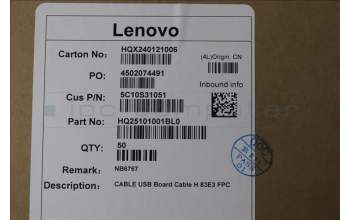 Lenovo
Carton No: HQX240121006
(4L)Origin: CN
PO: 4502074491
Inbound info
Cus P/N: 5C10S31051
Part No: HQ25101001BL0
QTY: 50
Remark: NB6767
Description: CABLE USB Board Cable H 83E3 FPC